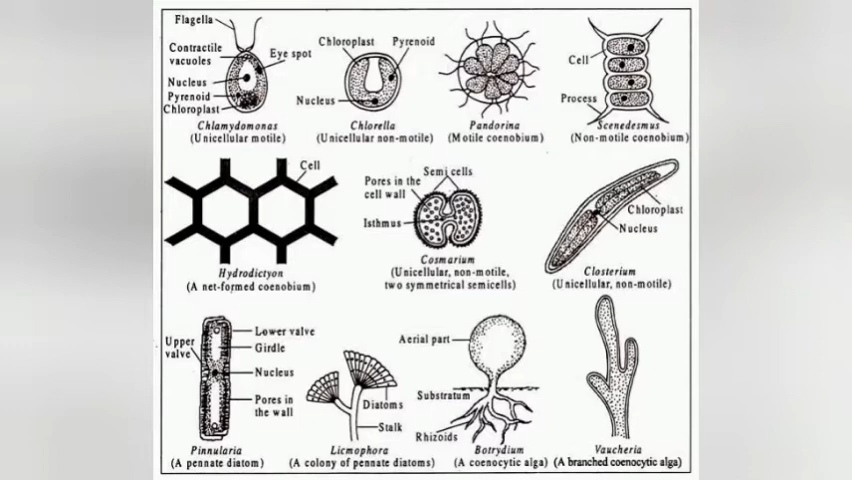 Flagella
Contractile
vacuoles
Eye spot
Nucleus
Pyrenoid
Chloroplast
Chlamydomonas
(Unicellular motile)
Chloroplast
Pyrenoid
Nucleus
Chlorella
(Unicellular non-motile)
Pandorina
(Motile coenobium)
Cell
Process
Scenedesmus
(Non-motile coenobium)
Cell
Hydrodictyon
(A net-formed coenobium)
Semi cells
Pores in the
cell wall
Isthmus
Cosmarium
(Unicellular, non-motile,
two symmetrical semicells)
Chloroplast
Nucleus
Closterium
(Unicellular, non-motile)
Upper
valve
Lower valve
Girdle
Nucleus
Pores in
the wall
Pinnularia
(A pennate diatom)
Diatoms
Stalk
Licmophora
(A colony of pennate diatoms)
Aerial part
Substratum
Rhizoids
Botrydium
(A coenocytic alga)
Vaucheria
(A branched coenocytic alga)